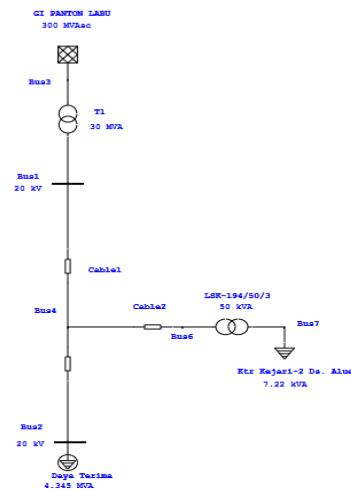 GI PANTON LABU
300 MVAsc
Bus3
T1
30 MVA
Bus1
20 kV
Cable1
Bus4
Cable2
LSK-194/50/3
50 kVA
Bus6
Bus7
Ktr Kejari-2 Ds. Alue
7.22 kVA
Bus2
20 kV
Daya Terima
4.345 MVA